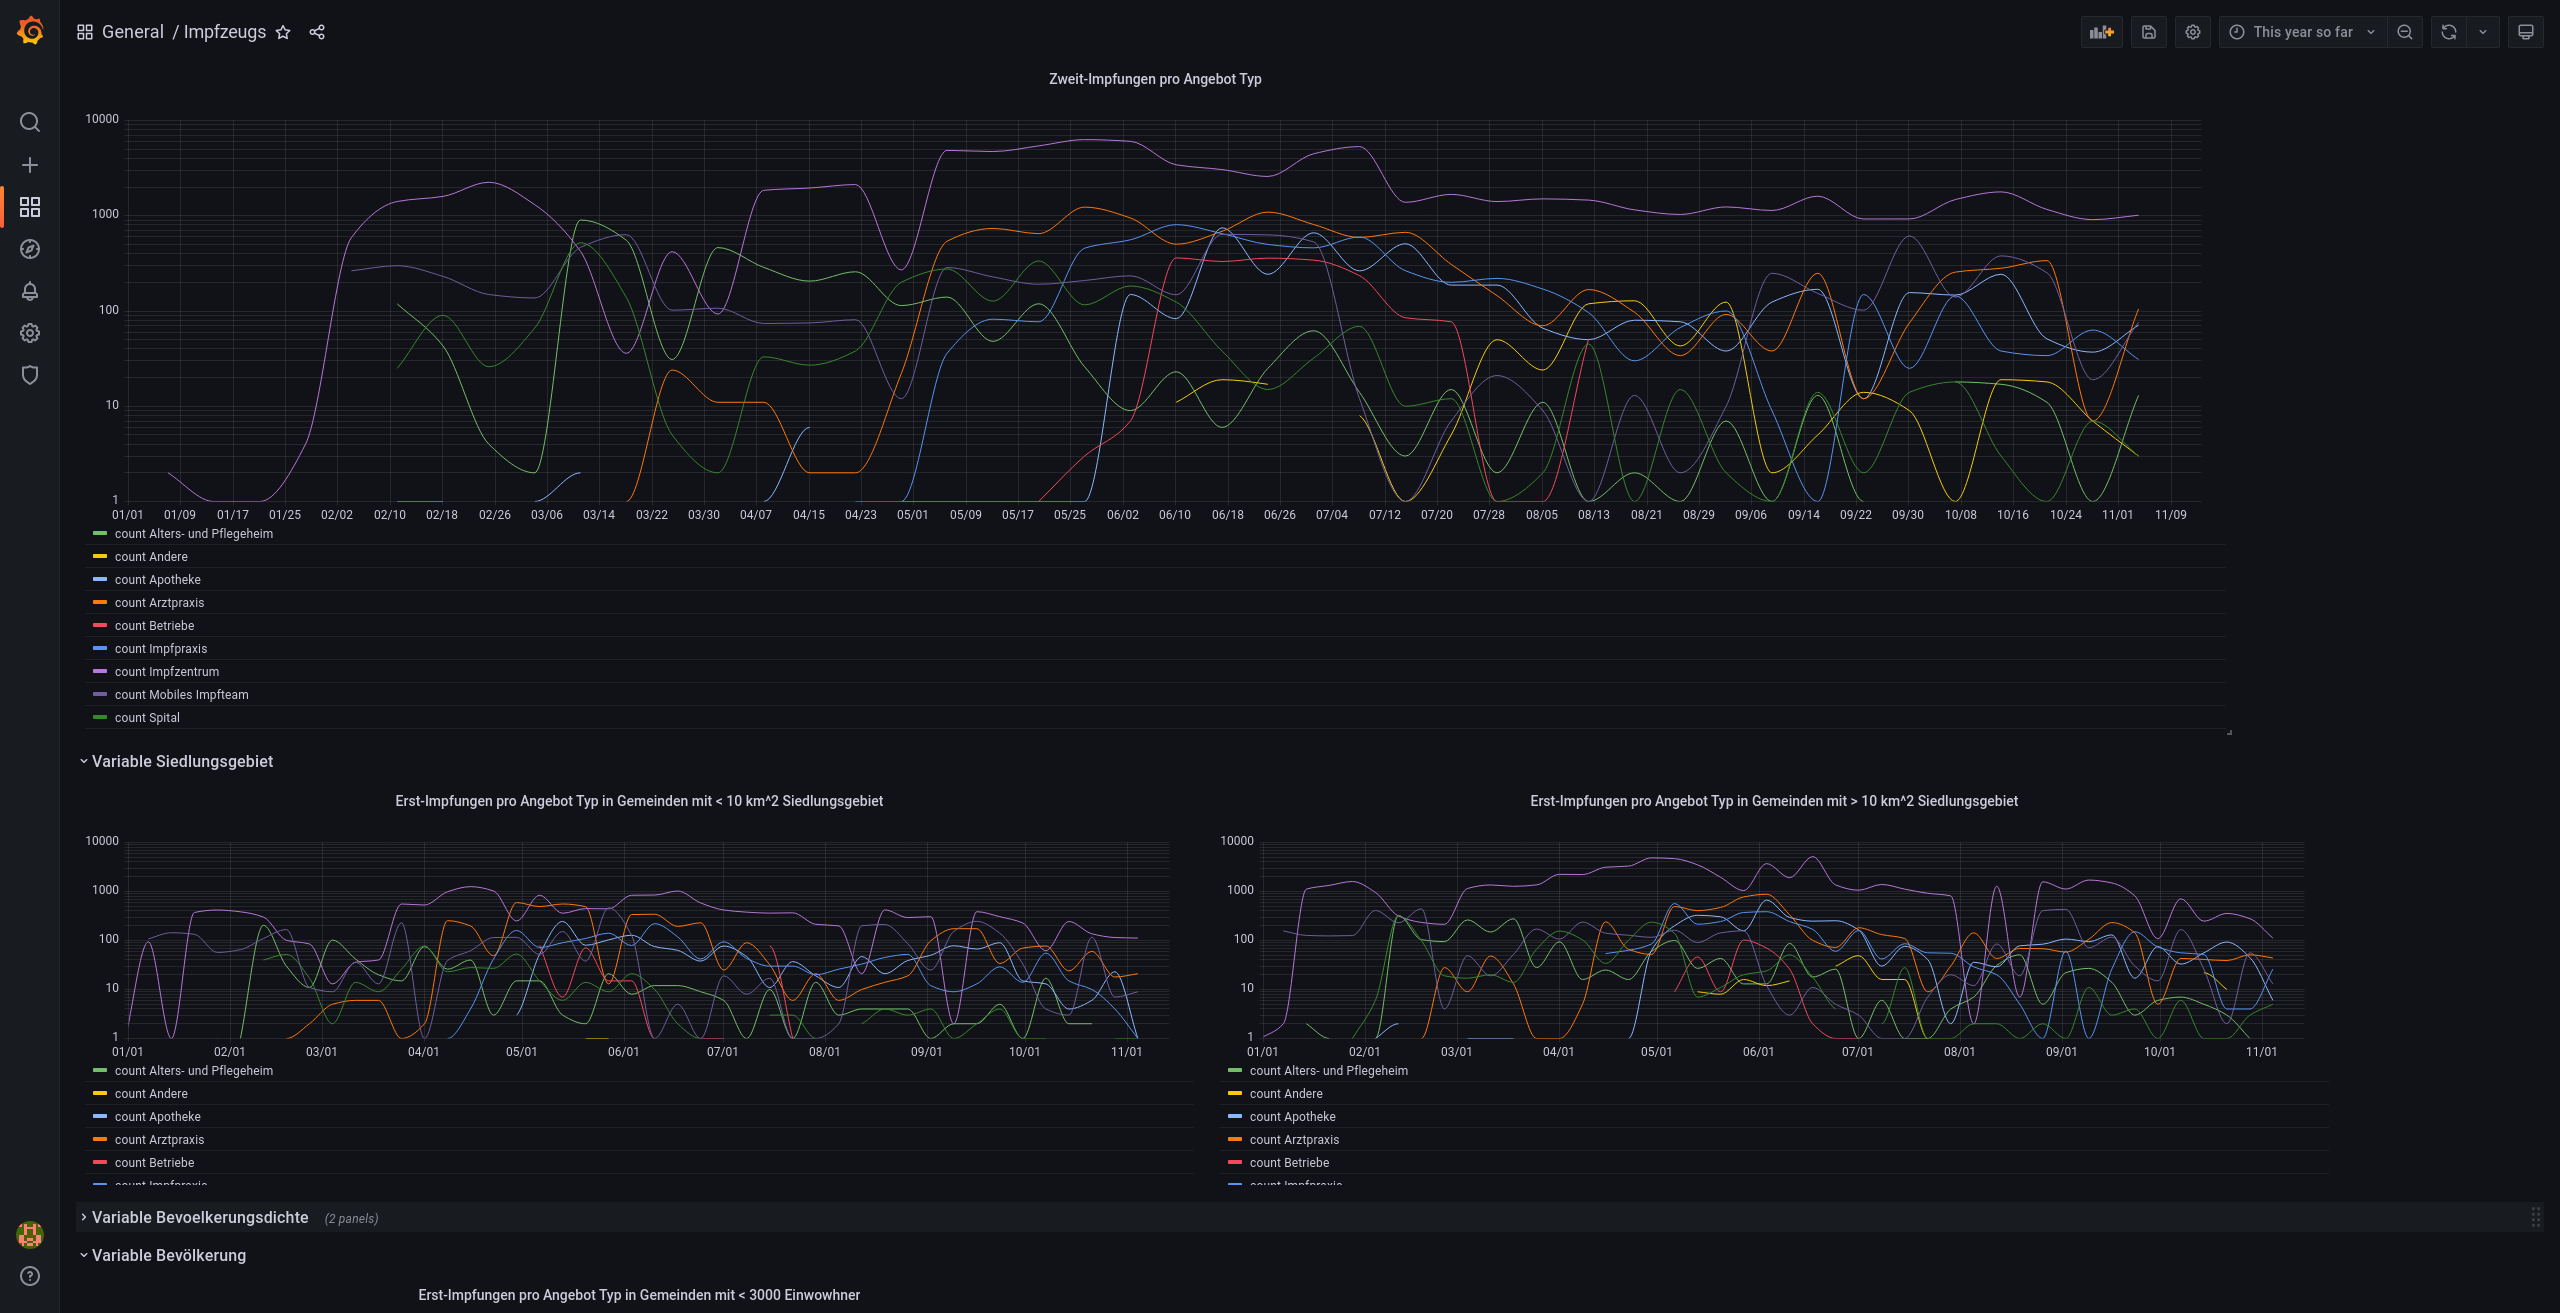 General / Impfzeugs
This year so far
Zweit-Impfungen pro Angebot Typ
10000
1000
100
10
1
01/01 01/09 01/17 01/25 02/02 02/10 02/18 02/26 03/06 03/14 03/22 03/30 04/07 04/15 04/23 05/01 05/09 05/17 05/25 06/02 06/10 06/18 06/26 07/04 07/12 07/20 07/28 08/05 08/13 08/21 08/29 09/06 09/14 09/22 09/30 10/08 10/16 10/24 11/01 11/09
count Alters- und Pflegeheim
count Andere
count Apotheke
count Arztpraxis
count Betriebe
count Impfpraxis
count Impfzentrum
count Mobiles Impfteam
count Spital
Variable Siedlungsgebiet
Erst-Impfungen pro Angebot Typ in Gemeinden mit < 10 km^2 Siedlungsgebiet
10000
1000
100
10
1
01/01 02/01 03/01 04/01 05/01 06/01 07/01 08/01 09/01 10/01 11/01
count Alters- und Pflegeheim
count Andere
count Apotheke
count Arztpraxis
count Betriebe
count Impfpraxis
Erst-Impfungen pro Angebot Typ in Gemeinden mit > 10 km^2 Siedlungsgebiet
10000
1000
100
10
1
01/01 02/01 03/01 04/01 05/01 06/01 07/01 08/01 09/01 10/01 11/01
count Alters- und Pflegeheim
count Andere
count Apotheke
count Arztpraxis
count Betriebe
count Impfpraxis
Variable Bevoelkerungsdichte (2 panels)
Variable Bevölkerung
Erst-Impfungen pro Angebot Typ in Gemeinden mit < 3000 Einwowhner